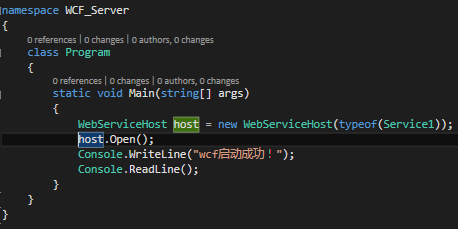 namespace WCF_Server
{
0 references | 0 changes | 0 authors, 0 changes
class Program
{
0 references | 0 changes | 0 authors, 0 changes
static void Main(string[] args)
{
WebServiceHost host = new WebServiceHost(typeof(Service1));
host.Open();
Console.WriteLine("wcf启动成功！");
Console.ReadLine();
}
}
}